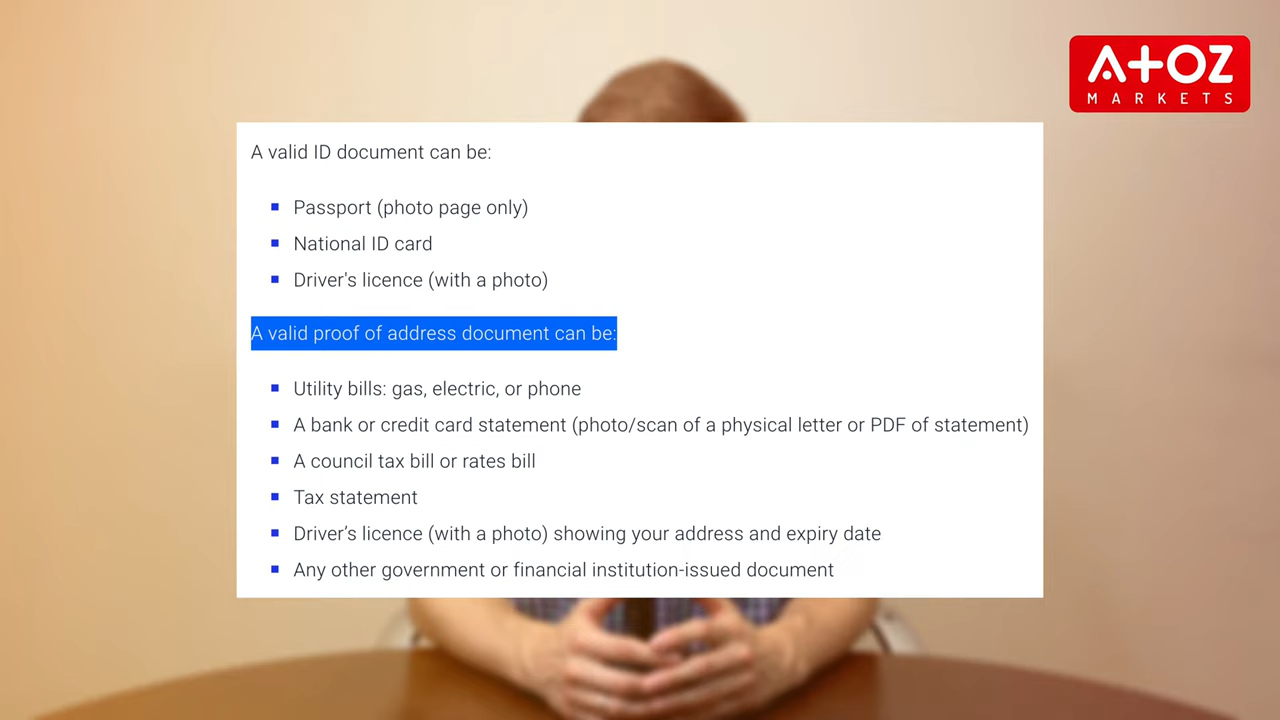 A+OZ
MARKETS
A valid ID document can be:
Passport (photo page only)
National ID card
Driver's licence (with a photo)
A valid proof of address document can be:
Utility bills: gas, electric, or phone
A bank or credit card statement (photo/scan of a physical letter or PDF of statement)
A council tax bill or rates bill
Tax statement
Driver’s licence (with a photo) showing your address and expiry date
Any other government or financial institution-issued document